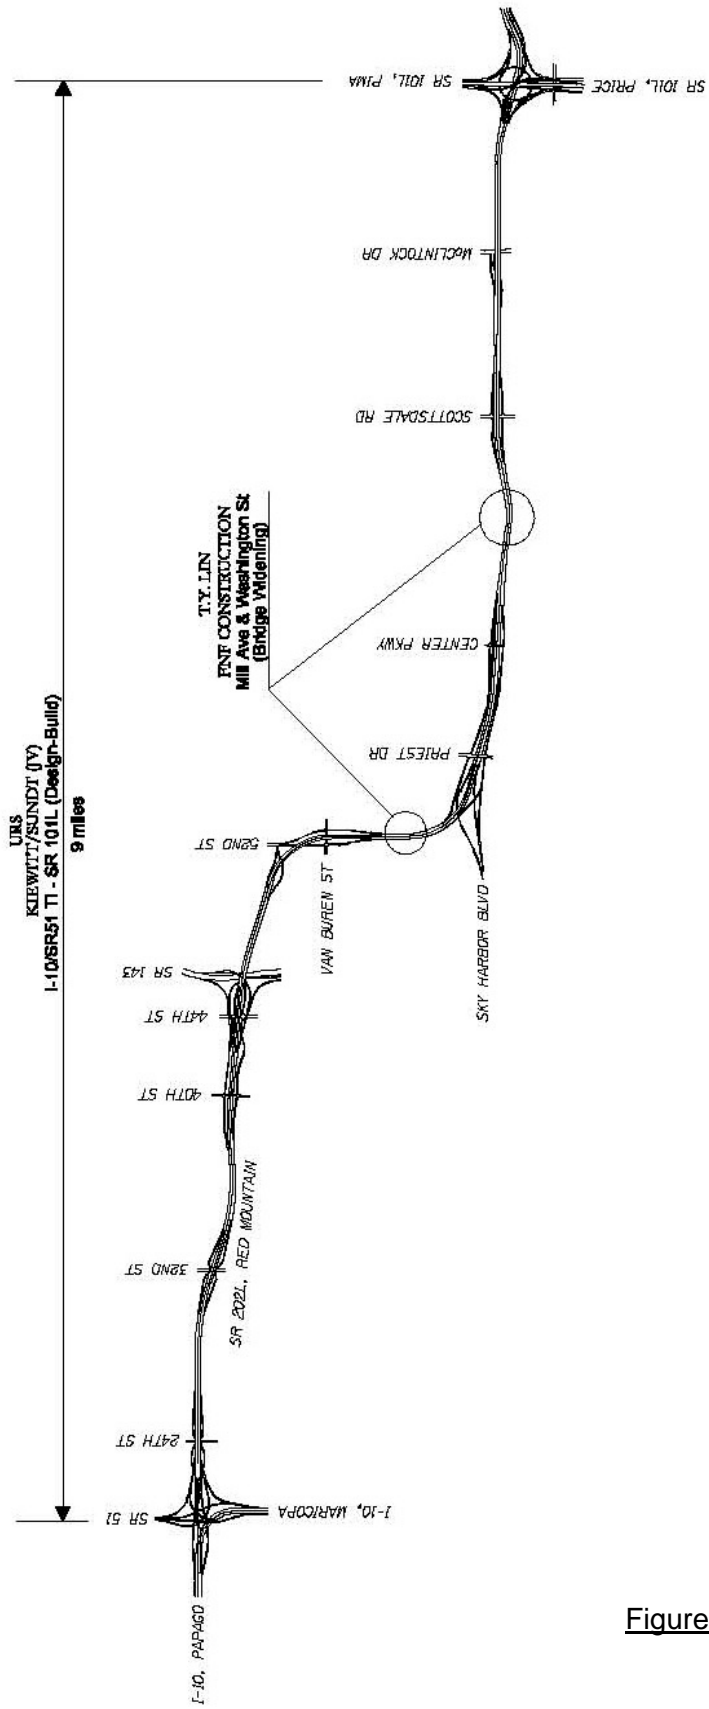 URS
KIEWITT/SUNDT (JV)
I-10/SR51 TI - SR 101L (Design-Build)
9 miles
T.Y. LIN
FNF CONSTRUCTION
Mill Ave & Washington St
(Bridge Widening)
I-10, PAPAGO
SR 51
I-10, MARICOPA
24TH ST
32ND ST
SR 202L, RED MOUNTAIN
40TH ST
44TH ST
SR 143
52ND ST
VAN BUREN ST
SKY HARBOR BLVD
PRIEST DR
CENTER PKWY
SCOTTSDALE RD
McCLINTOCK DR
SR 101L, PIMA
SR 101L, PRICE
Figure